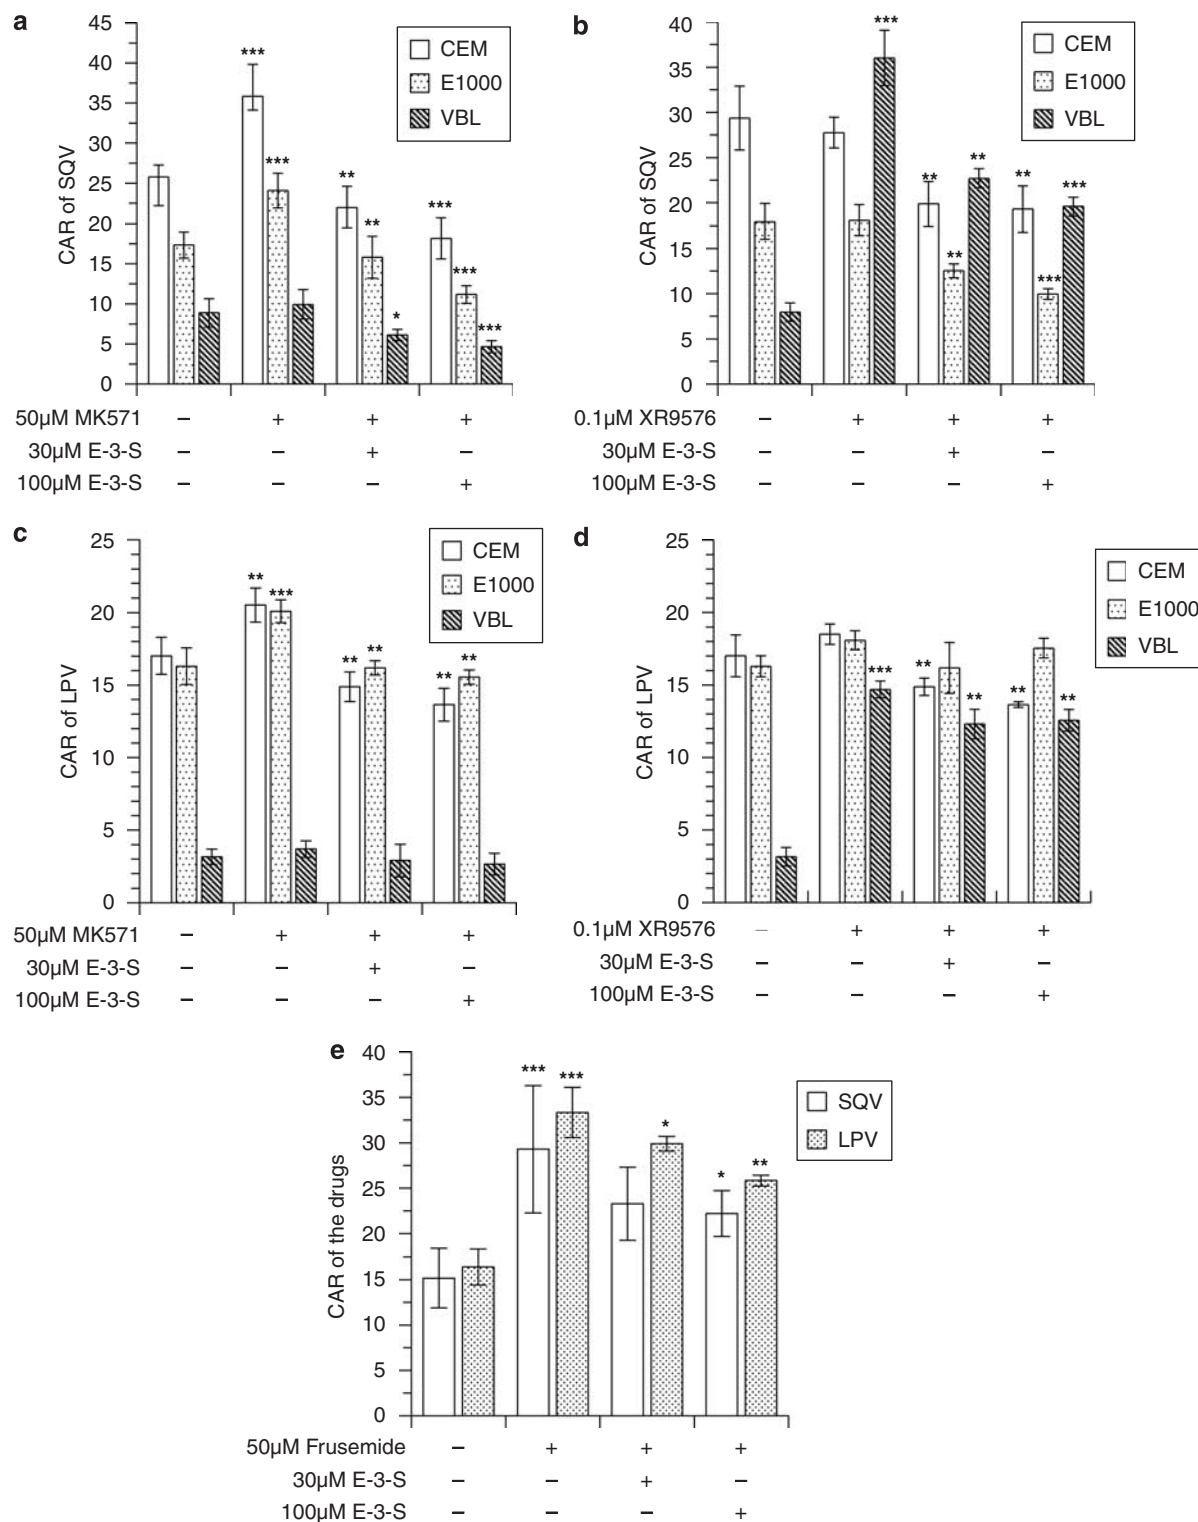 a
45
40
35
30
25
20
15
10
5
0
CAR of SQV
CEM
E1000
VBL
***
***
**
**
*
***
***
***
50μM MK571 – + + +
30μM E-3-S – – + –
100μM E-3-S – – – +
b
40
35
30
25
20
15
10
5
0
CAR of SQV
CEM
E1000
VBL
***
**
**
**
**
***
***
0.1μM XR9576 – + + +
30μM E-3-S – – + –
100μM E-3-S – – – +
c
25
20
15
10
5
0
CAR of LPV
CEM
E1000
VBL
**
***
**
**
**
**
50μM MK571 – + + +
30μM E-3-S – – + –
100μM E-3-S – – – +
d
25
20
15
10
5
0
CAR of LPV
CEM
E1000
VBL
***
**
**
**
**
0.1μM XR9576 – + + +
30μM E-3-S – – + –
100μM E-3-S – – – +
e
40
35
30
25
20
15
10
5
0
CAR of the drugs
SQV
LPV
***
***
*
*
**
50μM Frusemide – + + +
30μM E-3-S – – + –
100μM E-3-S – – – +